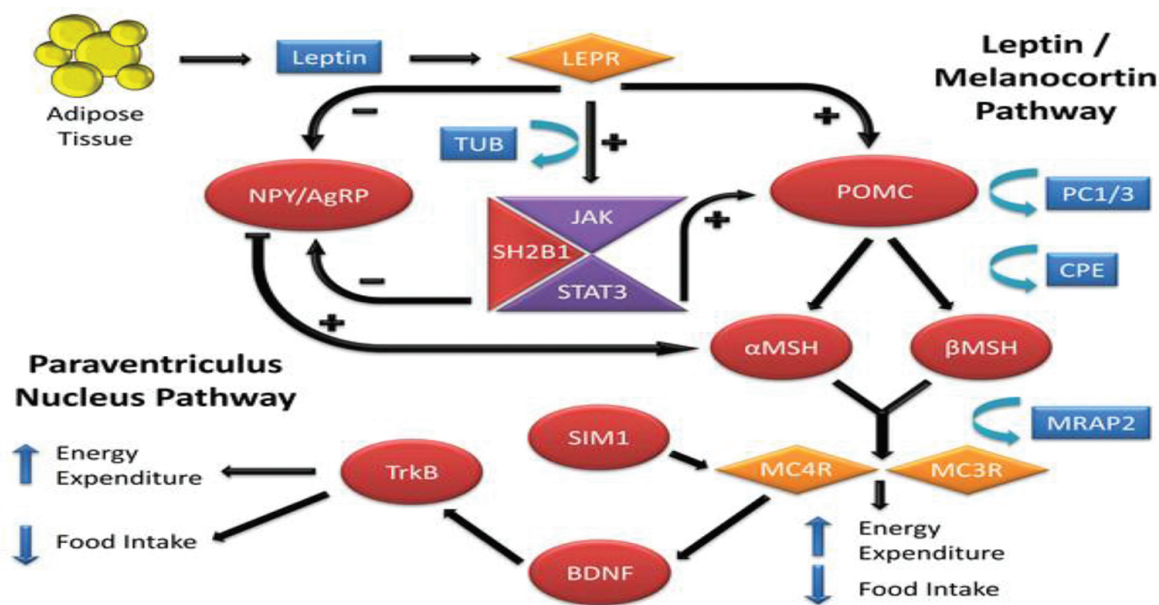 Leptin
LEPR
Leptin /
Melanocortin
Pathway
Adipose
Tissue
–
+
TUB
+
NPY/AgRP
JAK
SH2B1
STAT3
POMC
PC1/3
+
–
CPE
+
αMSH
βMSH
Paraventriculus
Nucleus Pathway
SIM1
MRAP2
Energy
Expenditure
TrkB
MC4R
MC3R
Food Intake
BDNF
Energy
Expenditure
Food Intake